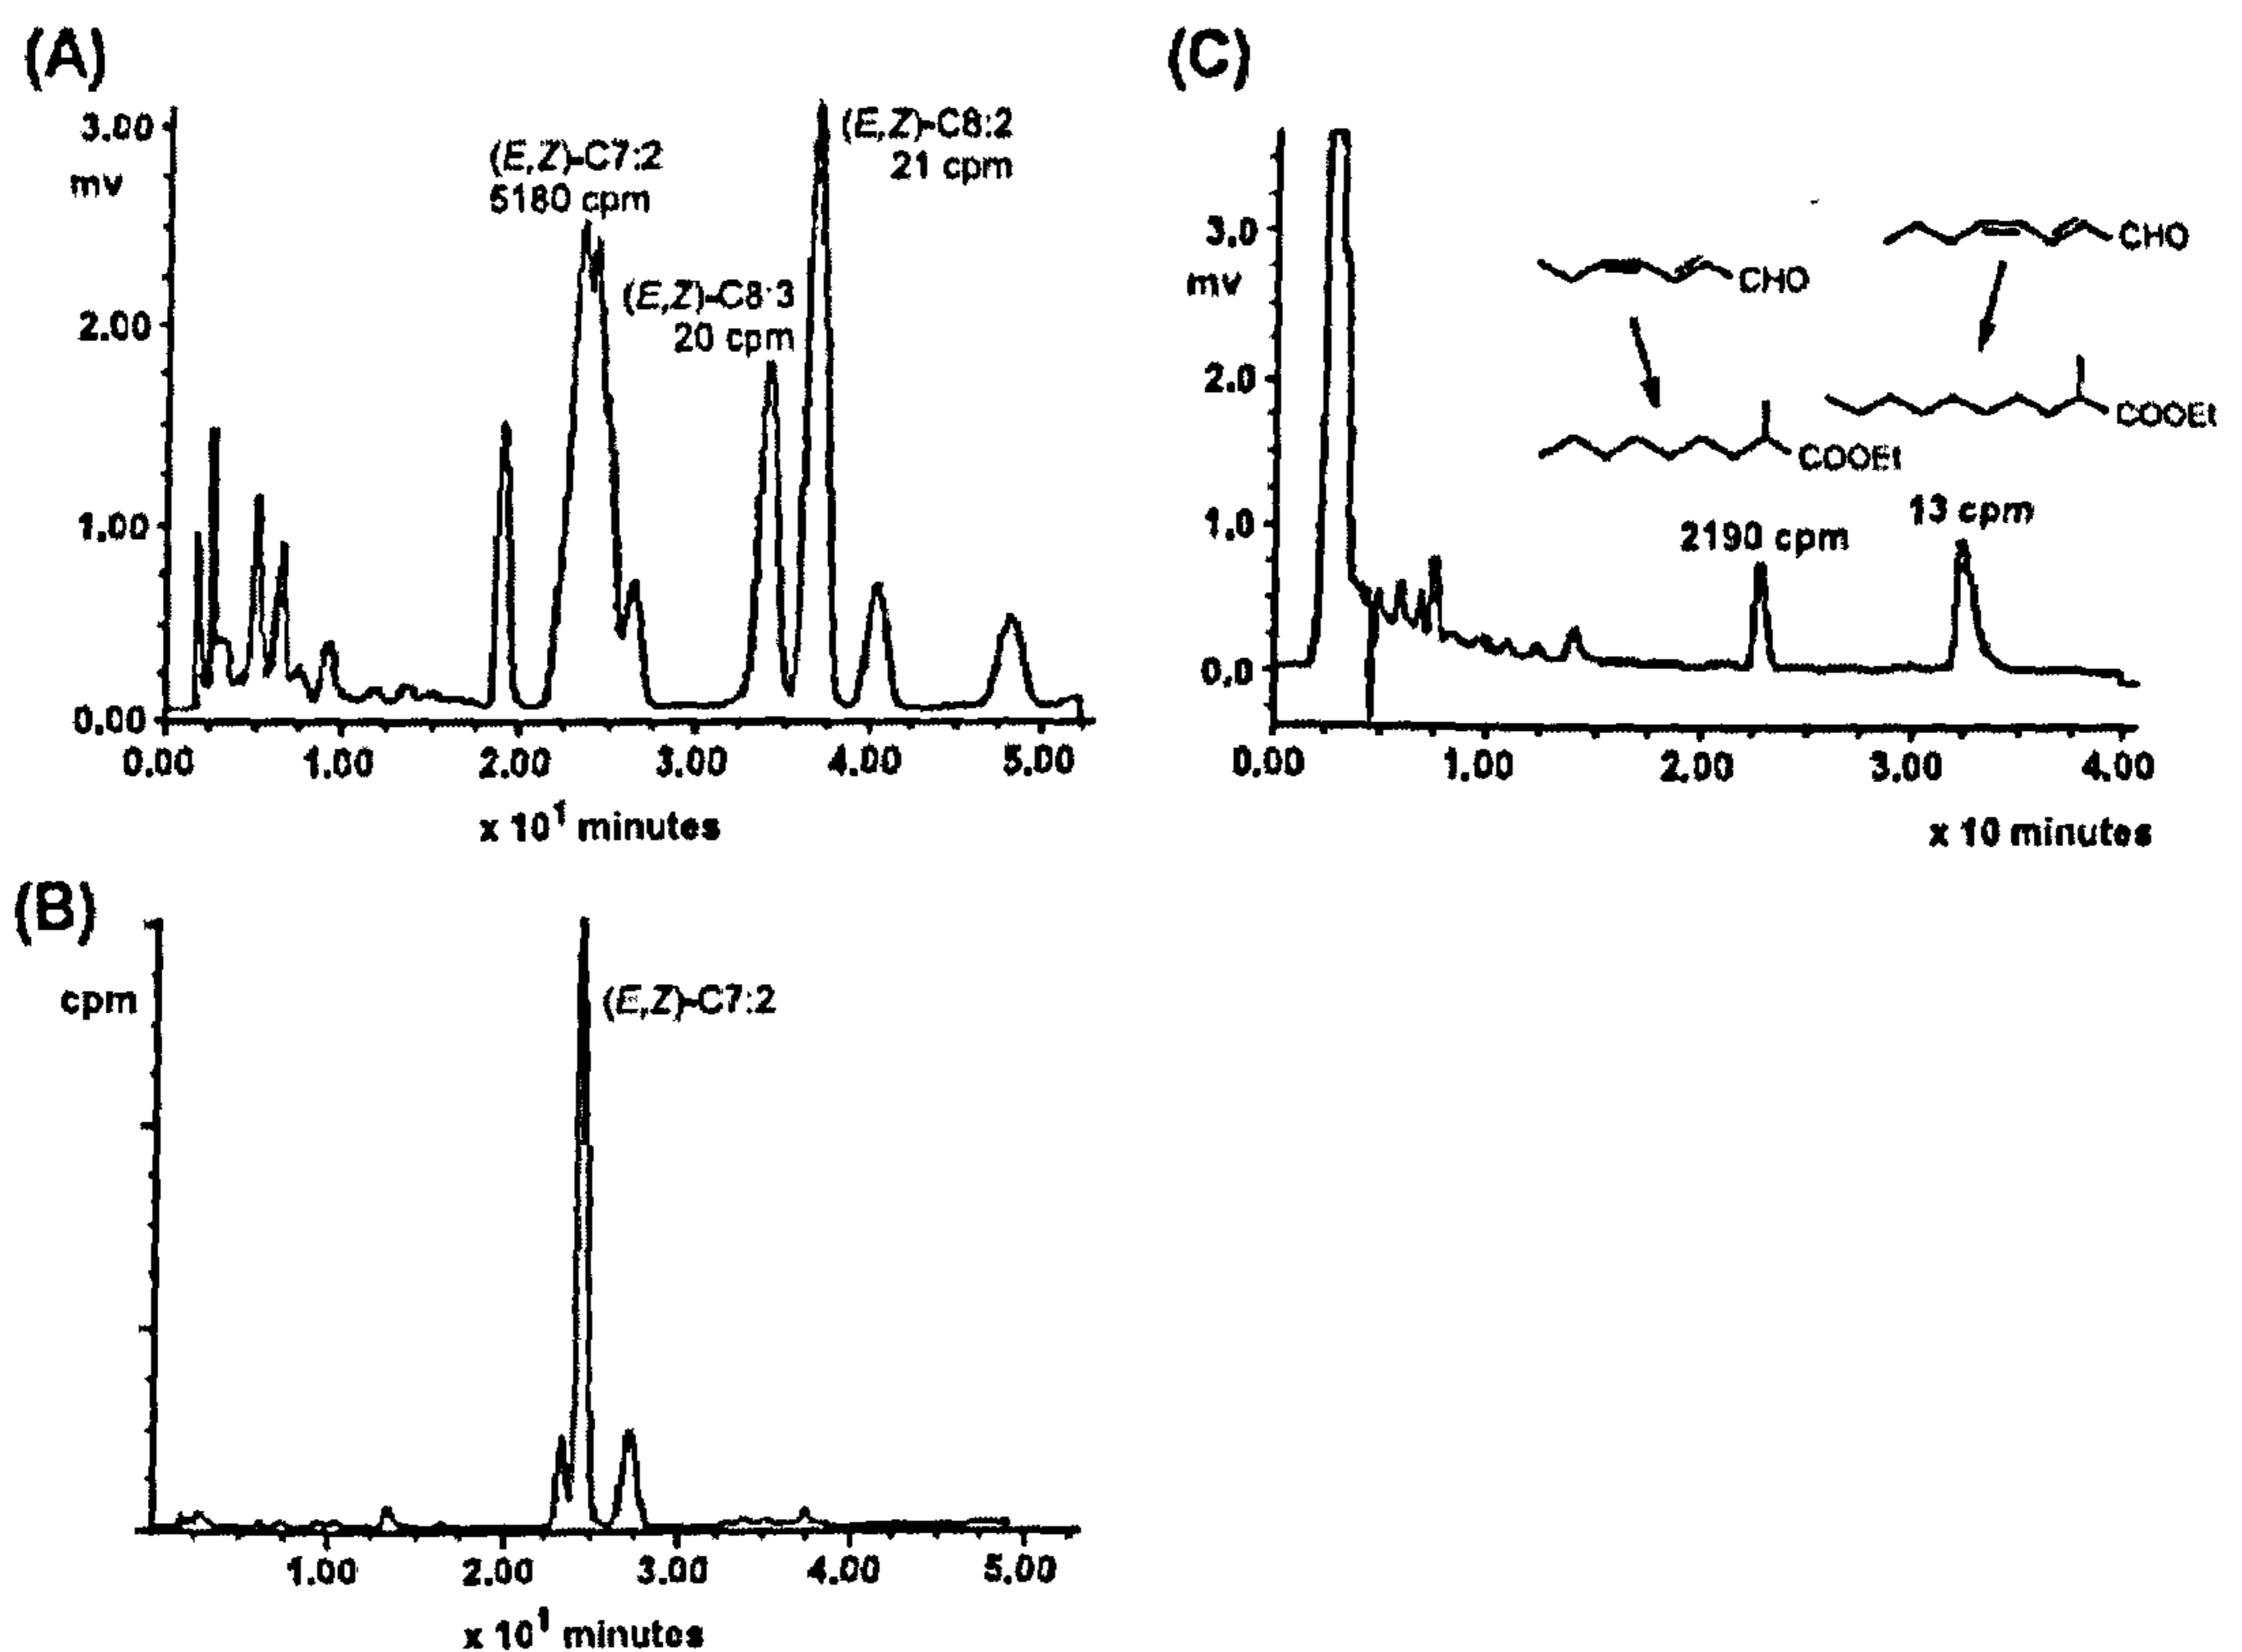 (A)
3.00
mv
2.00
1.00
0.00
(E,Z)-C7:2
5180 cpm
(E,Z)-C8:3
20 cpm
(E,Z)-C8:2
21 cpm
0.00 1.00 2.00 3.00 4.00 5.00
x 10¹ minutes
(B)
cpm
(E,Z)-C7:2
1.00 2.00 3.00 4.00 5.00
x 10¹ minutes
(C)
3.0
mv
2.0
1.0
0.0
CHO
CHO
COOEt
COOEt
2190 cpm
13 cpm
0.00 1.00 2.00 3.00 4.00
x 10 minutes